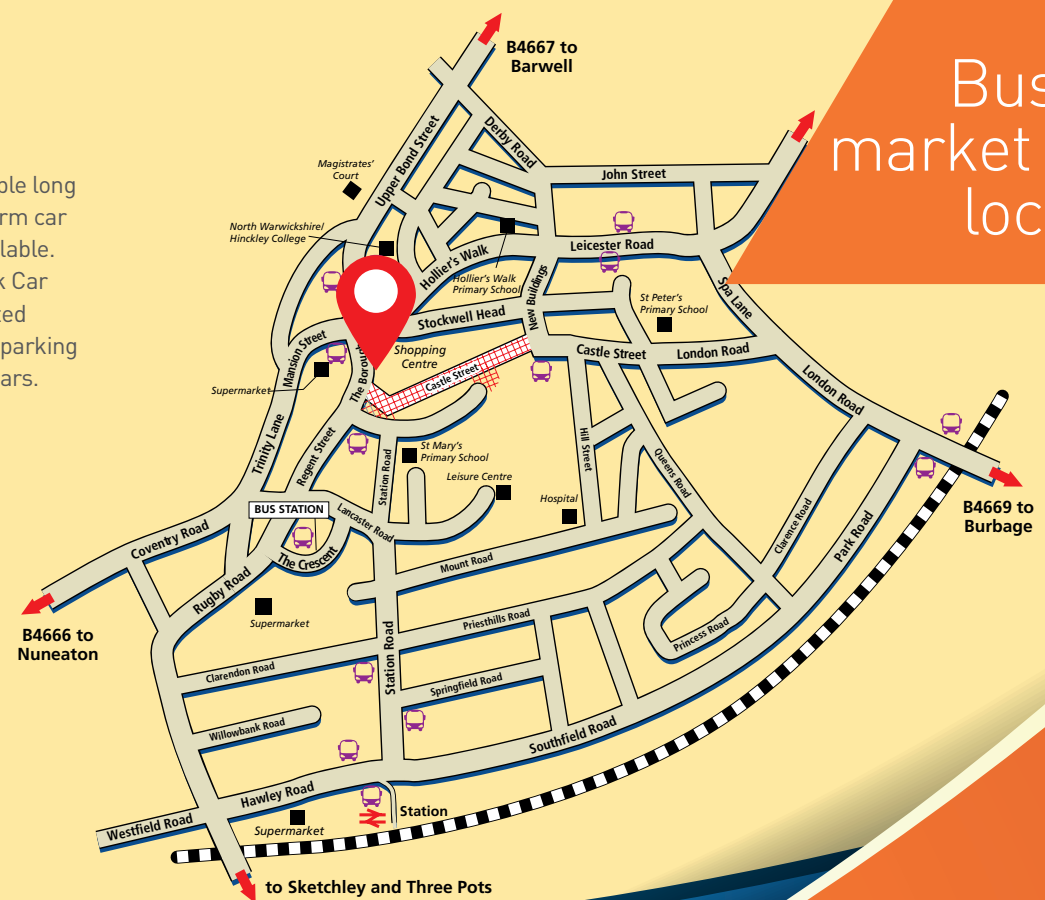 B4667 to
Barwell
Bus
market
loc
ple long
rm car
lable.
k Car
ted
parking
ars.
Derby Road
Upper Bond Street
Magistrates'
Court
John Street
North Warwickshire/
Hinckley College
Hollier's Walk
Leicester Road
Hollier's Walk
Primary School
New Buildings
Spa Lane
St Peter's
Primary School
Stockwell Head
Mansion Street
Shopping
Centre
Castle Street
London Road
Castle Street
London Road
Supermarket
Trinity Lane
Regent Street
Station Road
St Mary's
Primary School
Hill Street
Queens Road
Leisure Centre
Hospital
BUS STATION
Lancaster Road
Clarence Road
Park Road
B4669 to
Burbage
Coventry Road
The Crescent
Mount Road
Rugby Road
B4666 to
Nuneaton
Supermarket
Priesthills Road
Princess Road
Clarendon Road
Station Road
Springfield Road
Willowbank Road
Southfield Road
Hawley Road
Westfield Road
Supermarket
Station
to Sketchley and Three Pots